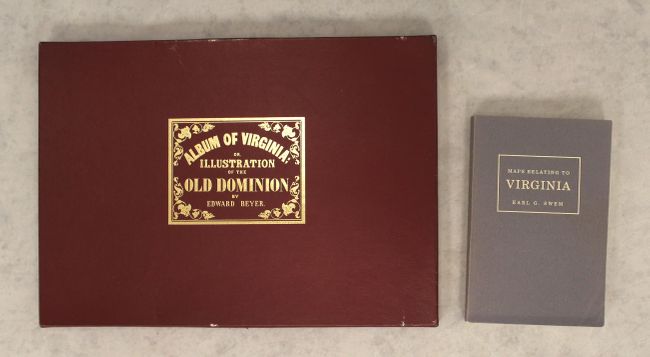 ALBUM OF VIRGINIA;
OR,
ILLUSTRATION
OF THE
OLD DOMINION
BY
EDWARD BEYER.
MAPS RELATING TO
VIRGINIA
EARL G. SWEM